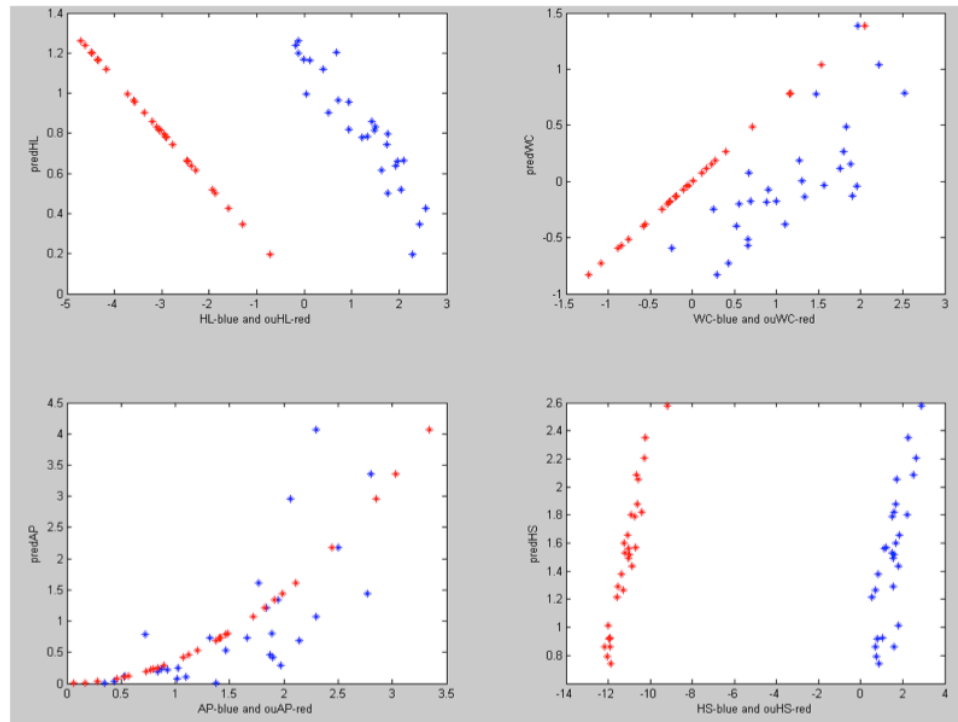 1.4
1.2
1
0.8
0.6
0.4
0.2
0
predHL
-5 -4 -3 -2 -1 0 1 2 3
HL-blue and ouHL-red
1.5
1
0.5
0
-0.5
-1
predWC
-1.5 -1 -0.5 0 0.5 1 1.5 2 2.5 3
WC-blue and ouWC-red
4.5
4
3.5
3
2.5
2
1.5
1
0.5
0
predAP
0 0.5 1 1.5 2 2.5 3 3.5
AP-blue and ouAP-red
2.6
2.4
2.2
2
1.8
1.6
1.4
1.2
1
0.8
predHS
-14 -12 -10 -8 -6 -4 -2 0 2 4
HS-blue and ouHS-red